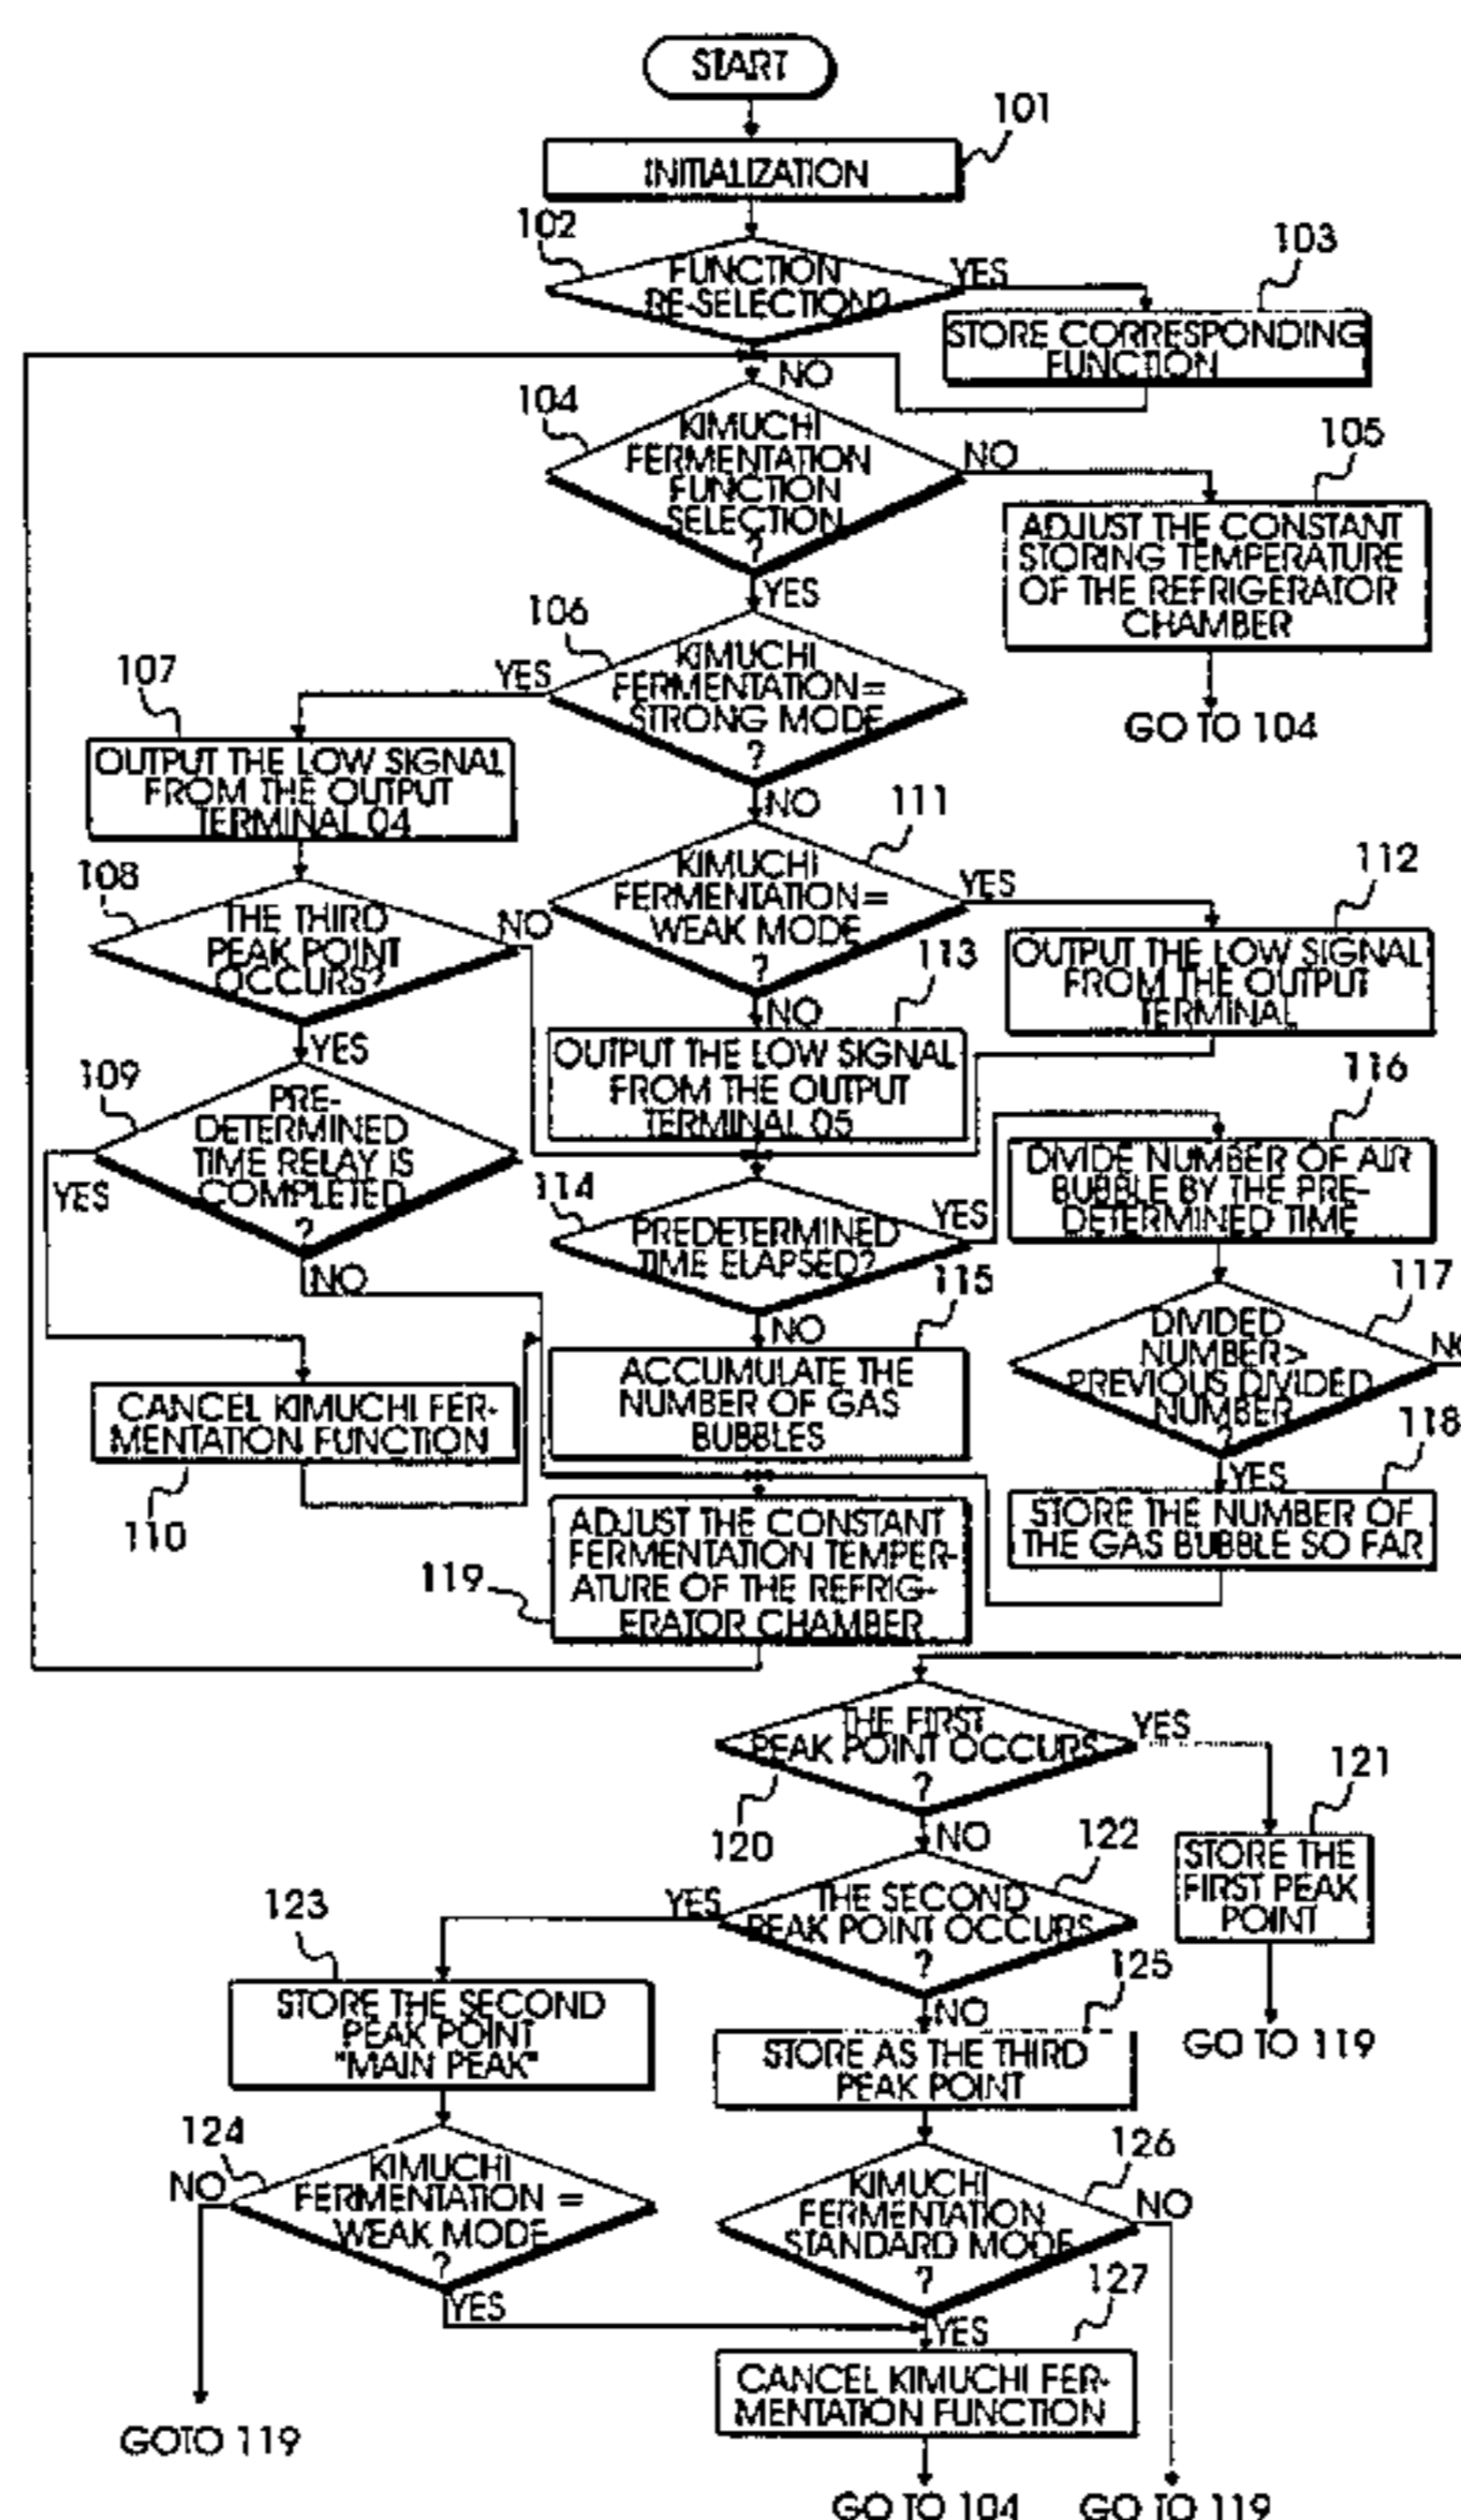 START
101
INITIALIZATION
102
FUNCTION
RE-SELECTION?
YES
103
STORE CORRESPONDING
FUNCTION
NO
104
KIMUCHI
FERMENTATION
FUNCTION
SELECTION
?
NO
105
ADJUST THE CONSTANT
STORING TEMPERATURE
OF THE REFRIGERATOR
CHAMBER
GO TO 104
YES
106
KIMUCHI
FERMENTATION=
STRONG MODE
?
YES
107
OUTPUT THE LOW SIGNAL
FROM THE OUTPUT
TERMINAL 04
NO
111
KIMUCHI
FERMENTATION=
WEAK MODE
?
YES
112
OUTPUT THE LOW SIGNAL
FROM THE OUTPUT
TERMINAL
108
THE THIRD
PEAK POINT
OCCURS?
NO
YES
NO
113
OUTPUT THE LOW SIGNAL
FROM THE OUTPUT
TERMINAL 05
109
PRE-
DETERMINED
TIME RELAY IS
COMPLETED
?
YES
NO
114
PREDETERMINED
TIME ELAPSED?
YES
116
DIVIDE NUMBER OF AIR
BUBBLE BY THE PRE-
DETERMINED TIME
NO
115
ACCUMULATE THE
NUMBER OF GAS
BUBBLES
117
DIVIDED
NUMBER>
PREVIOUS DIVIDED
NUMBER
?
NO
YES
118
STORE THE NUMBER OF
THE GAS BUBBLE SO FAR
CANCEL KIMUCHI FER-
MENTATION FUNCTION
110
119
ADJUST THE CONSTANT
FERMENTATION TEMPER-
ATURE OF THE REFRIG-
ERATOR CHAMBER
THE FIRST
PEAK POINT OCCURS
?
120
YES
121
STORE THE
FIRST PEAK
POINT
GO TO 119
NO
122
THE SECOND
PEAK POINT OCCURS
?
YES
123
STORE THE SECOND
PEAK POINT
"MAIN PEAK"
NO
125
STORE AS THE THIRD
PEAK POINT
124
KIMUCHI
FERMENTATION =
WEAK MODE
?
NO
YES
GOTO 119
126
KIMUCHI
FERMENTATION
STANDARD MODE
?
NO
YES
127
CANCEL KIMUCHI FER-
MENTATION FUNCTION
GO TO 104
GO TO 119